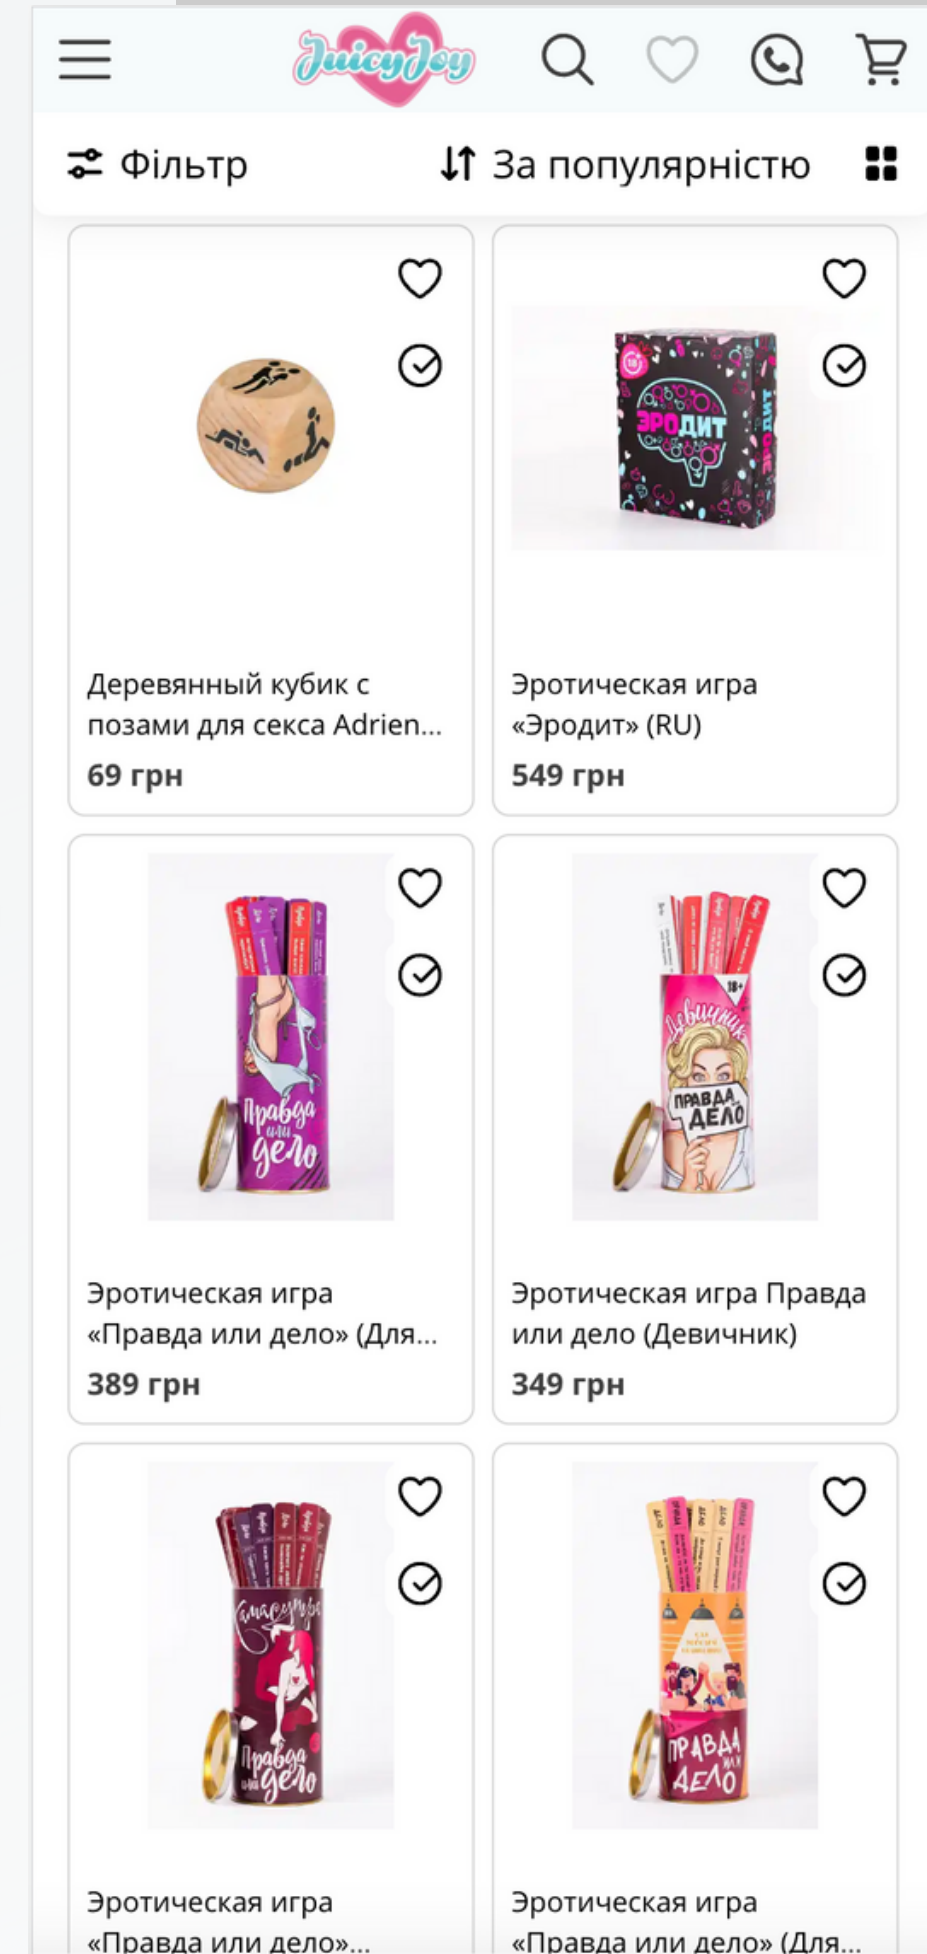 JuicyJoy
Фільтр
За популярністю
18+
ЭРОДИТ
ЭРОДИТ
Деревянный кубик с
позами для секса Adrien...
69 грн
Эротическая игра
«Эродит» (RU)
549 грн
Правда
или
дело
18+
Девичник
ПРАВДА
ДЕЛО
Эротическая игра
«Правда или дело» (Для...
389 грн
Эротическая игра Правда
или дело (Девичник)
349 грн
Камасутра
Правда
или дело
ПРАВДА
ИЛИ
ДЕЛО
Эротическая игра
«Правда или дело»...
Эротическая игра
«Правда или дело» (Для...